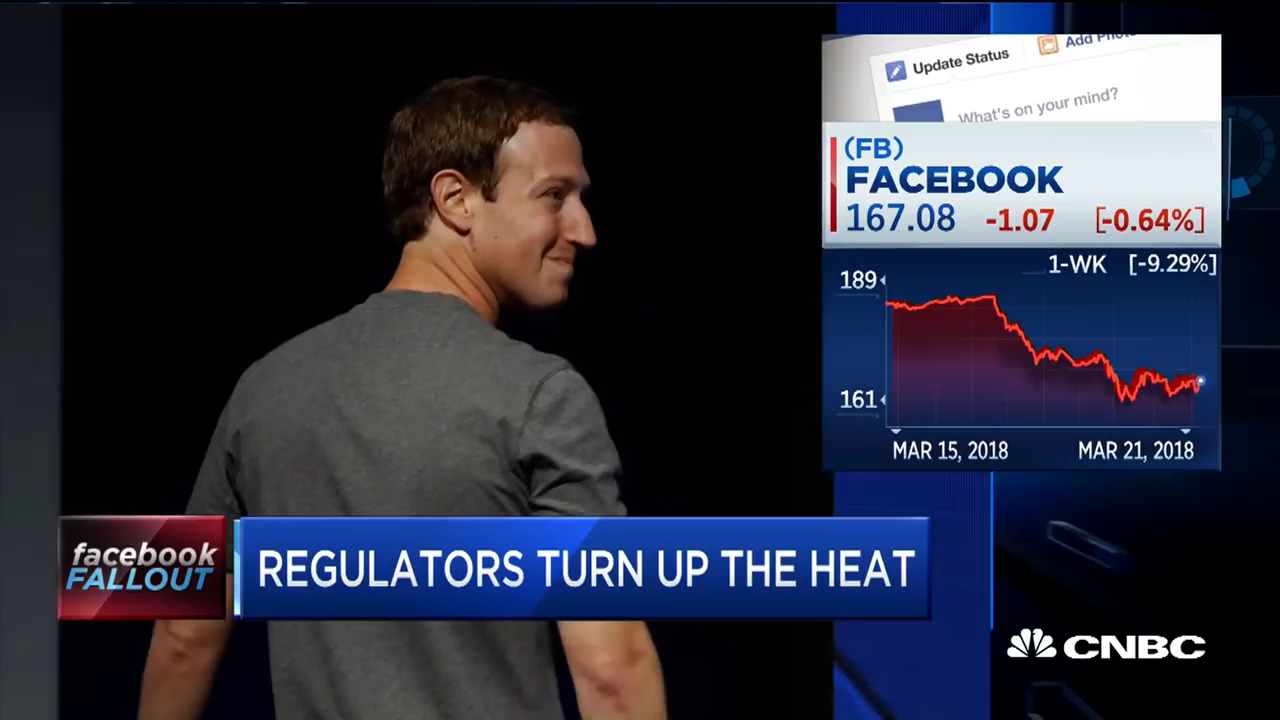 Update Status
Add Photo
What's on your mind?
(FB)
FACEBOOK
167.08 -1.07 [-0.64%]
1-WK [-9.29%]
189
161
MAR 15, 2018 MAR 21, 2018
facebook
FALLOUT
REGULATORS TURN UP THE HEAT
CNBC